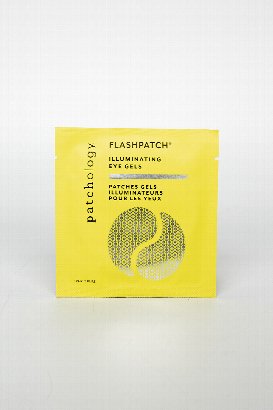 patchology
FLASHPATCH®
ILLUMINATING
EYE GELS
PATCHES GELS
ILLUMINATEURS
POUR LES YEUX